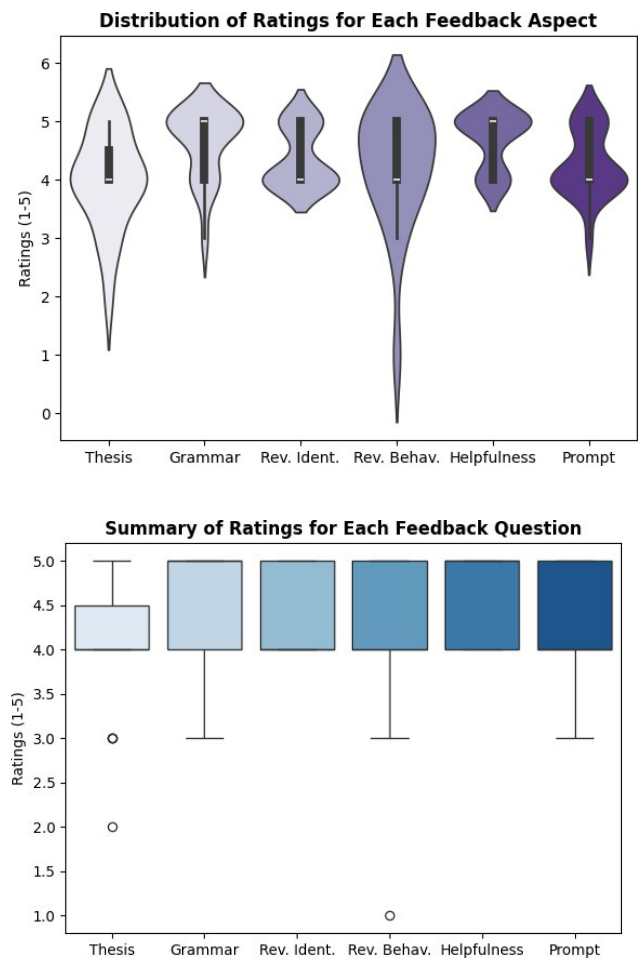 Distribution of Ratings for Each Feedback Aspect
Ratings (1-5)
6
5
4
3
2
1
0
Thesis Grammar Rev. Ident. Rev. Behav. Helpfulness Prompt
Summary of Ratings for Each Feedback Question
Ratings (1-5)
5.0
4.5
4.0
3.5
3.0
2.5
2.0
1.5
1.0
Thesis Grammar Rev. Ident. Rev. Behav. Helpfulness Prompt